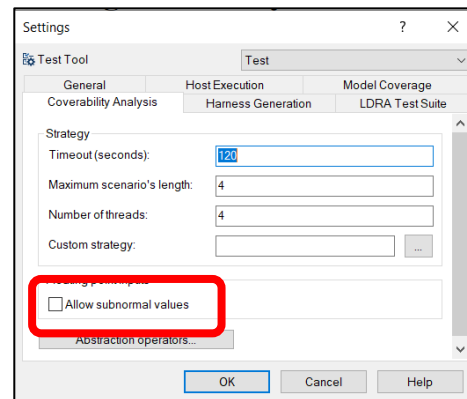 Settings ? ×
Test Tool Test
General Host Execution Model Coverage
Coverability Analysis Harness Generation LDRA Test Suite
Strategy
Timeout (seconds): 120
Maximum scenario's length: 4
Number of threads: 4
Custom strategy: ...
Allow subnormal values
Abstraction operators...
OK Cancel Help